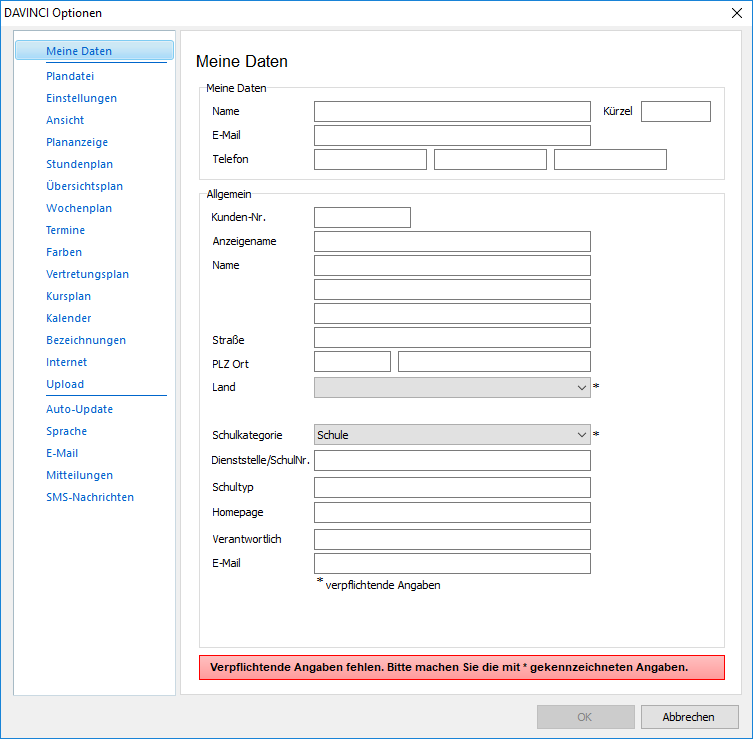 DAVINCI Optionen
Meine Daten
Plandatei
Einstellungen
Ansicht
Plananzeige
Stundenplan
Übersichtsplan
Wochenplan
Termine
Farben
Vertretungsplan
Kursplan
Kalender
Bezeichnungen
Internet
Upload
Auto-Update
Sprache
E-Mail
Mitteilungen
SMS-Nachrichten
Meine Daten
Meine Daten
Name Kürzel
E-Mail
Telefon
Allgemein
Kunden-Nr.
Anzeigename
Name
Straße
PLZ Ort
Land *
Schulkategorie Schule *
Dienststelle/SchulNr.
Schultyp
Homepage
Verantwortlich
E-Mail
* verpflichtende Angaben
Verpflichtende Angaben fehlen. Bitte machen Sie die mit * gekennzeichneten Angaben.
OK Abbrechen